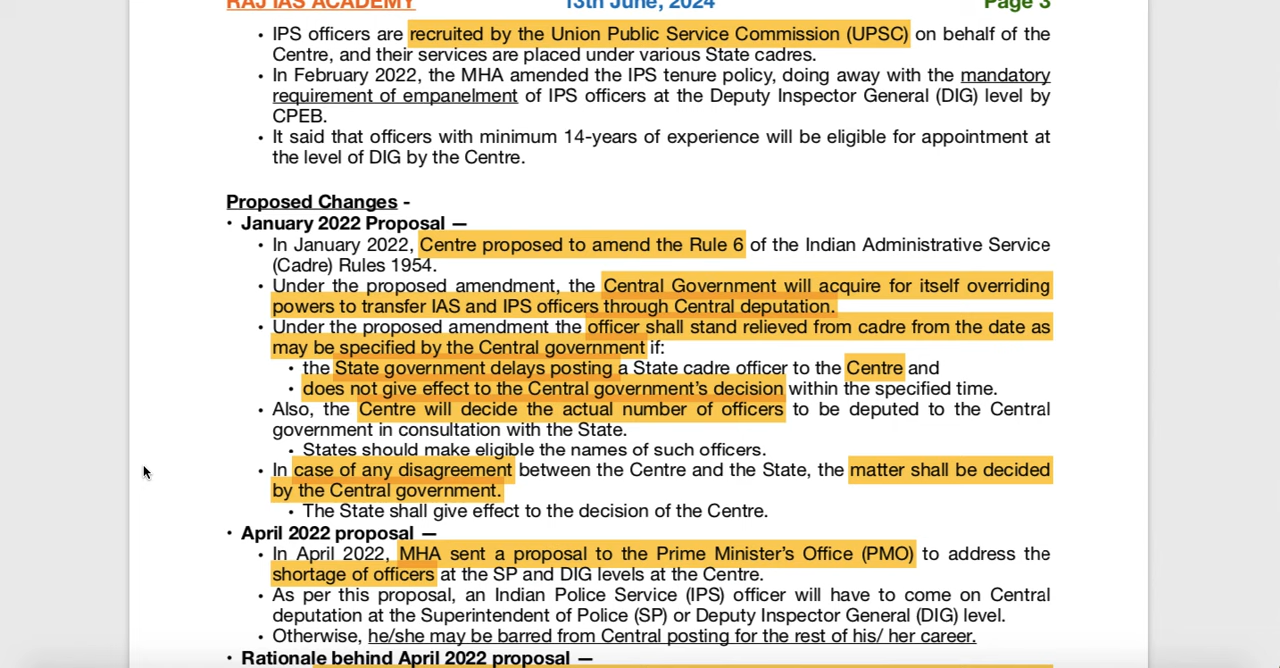 RAJ IAS ACADEMY 13th June, 2024 Page 3
• IPS officers are recruited by the Union Public Service Commission (UPSC) on behalf of the
Centre, and their services are placed under various State cadres.
• In February 2022, the MHA amended the IPS tenure policy, doing away with the mandatory
requirement of empanelment of IPS officers at the Deputy Inspector General (DIG) level by
CPEB.
• It said that officers with minimum 14-years of experience will be eligible for appointment at
the level of DIG by the Centre.
Proposed Changes -
• January 2022 Proposal —
• In January 2022, Centre proposed to amend the Rule 6 of the Indian Administrative Service
(Cadre) Rules 1954.
• Under the proposed amendment, the Central Government will acquire for itself overriding
powers to transfer IAS and IPS officers through Central deputation.
• Under the proposed amendment the officer shall stand relieved from cadre from the date as
may be specified by the Central government if:
• the State government delays posting a State cadre officer to the Centre and
• does not give effect to the Central government's decision within the specified time.
• Also, the Centre will decide the actual number of officers to be deputed to the Central
government in consultation with the State.
• States should make eligible the names of such officers.
• In case of any disagreement between the Centre and the State, the matter shall be decided
by the Central government.
• The State shall give effect to the decision of the Centre.
• April 2022 proposal —
• In April 2022, MHA sent a proposal to the Prime Minister's Office (PMO) to address the
shortage of officers at the SP and DIG levels at the Centre.
• As per this proposal, an Indian Police Service (IPS) officer will have to come on Central
deputation at the Superintendent of Police (SP) or Deputy Inspector General (DIG) level.
• Otherwise, he/she may be barred from Central posting for the rest of his/ her career.
• Rationale behind April 2022 proposal —